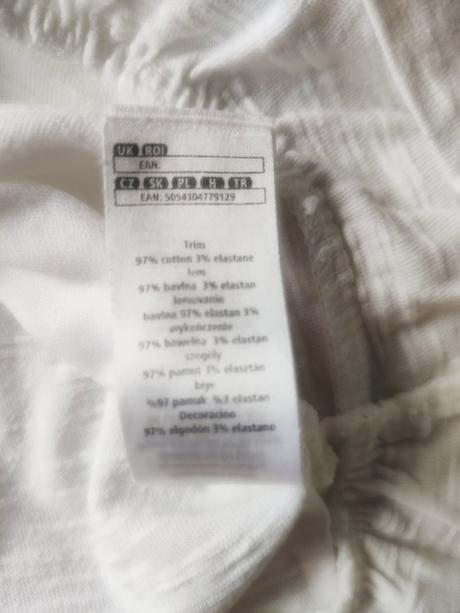 UK ROI
EAN:
CZ SK PL H TR
EAN: 5054304779129
Trim
97% cotton 3% elastane
lem
97% bavlna 3% elastan
lemovanie
bavlna 97% elastan 3%
wykończenie
97% bawełna 3% elastan
szegély
97% pamut 3% elasztán
biye
%97 pamuk %3 elastan
Decoración
97% algodón 3% elastano